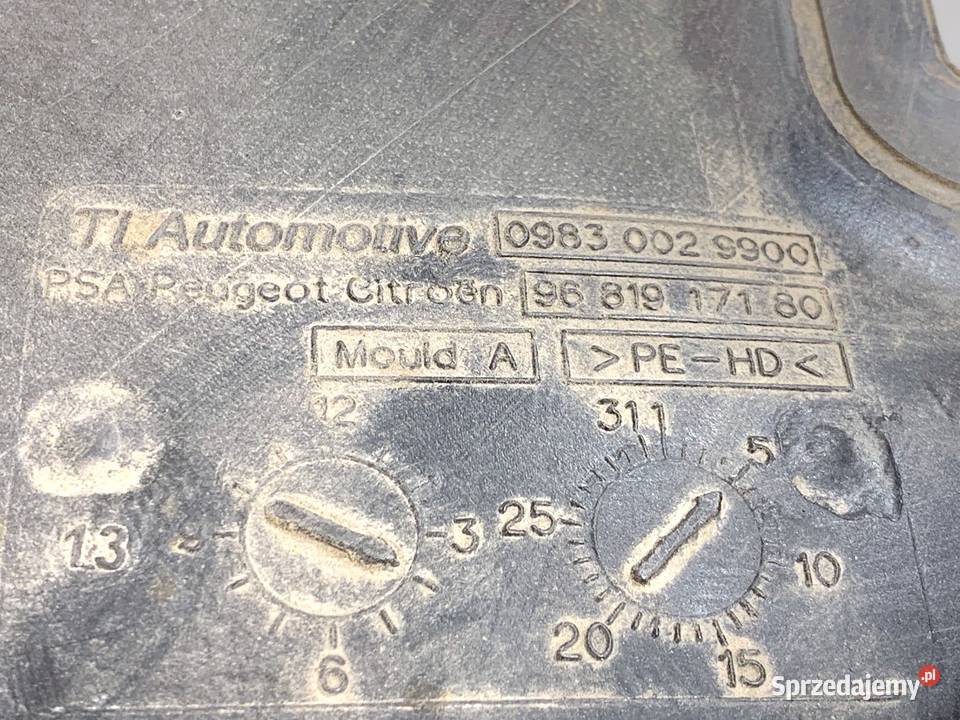 TI Automotive 0983 002 9900
PSA Peugeot Citroën 96 819 171 80
Mould A >PE-HD<
12 31 1
5
13 9 3 25
10
6 20 15
Sprzedajemy.pl